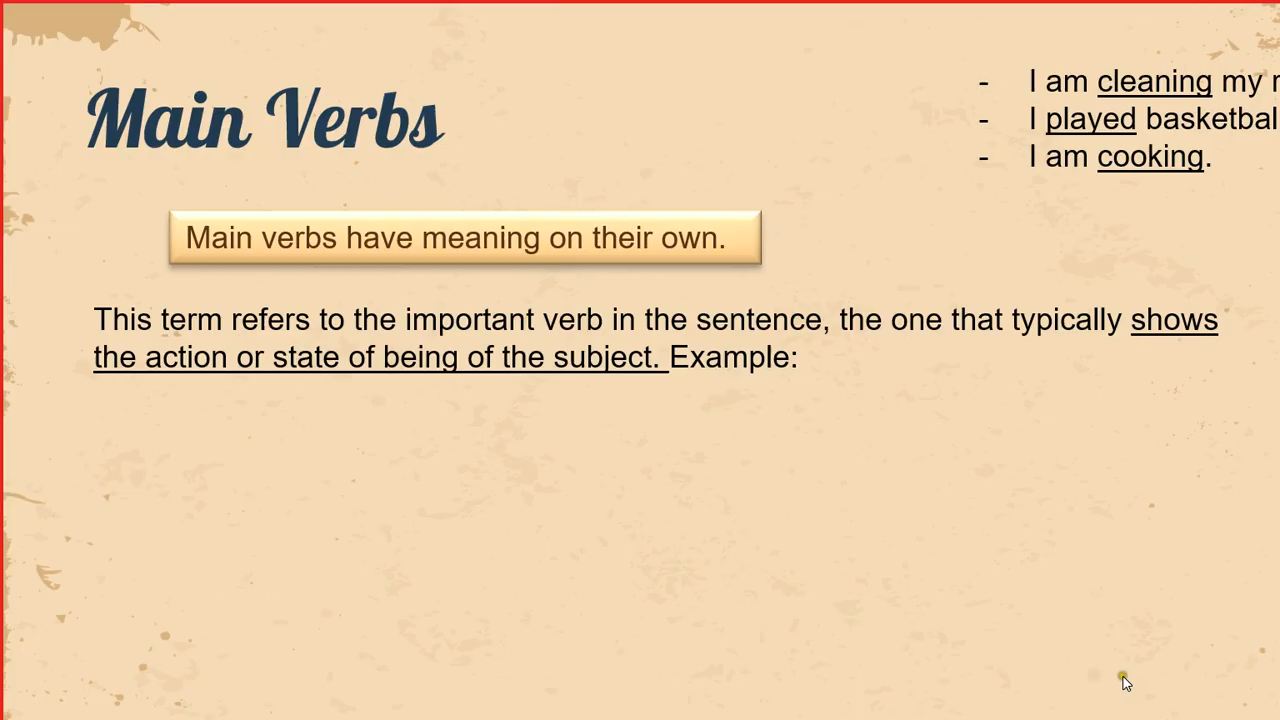 Main Verbs
- I am cleaning my
- I played
- I am cooking.
Main verbs have meaning on their own.
This term refers to the important verb in the sentence, the one that typically shows
the action or state of being of the subject. Example: